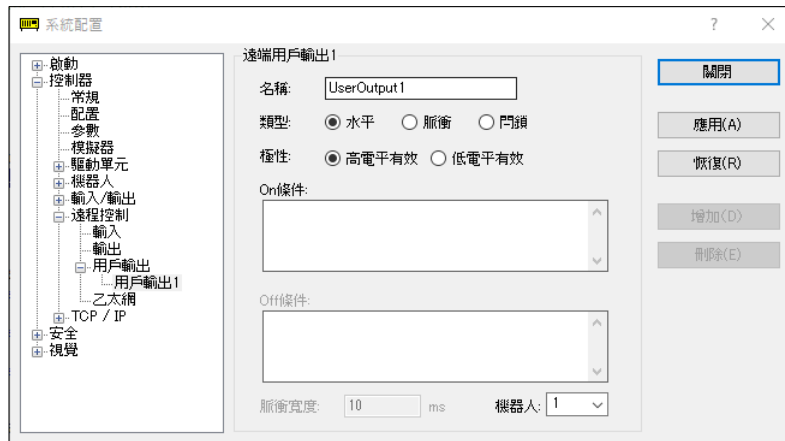 系統配置
啟動
控制器
常規
配置
參數
模擬器
驅動單元
機器人
輸入/輸出
遠程控制
輸入
輸出
用戶輸出
用戶輸出1
乙太網
TCP / IP
安全
視覺
遠端用戶輸出1
名稱: UserOutput1
類型: 水平 脈衝 閂鎖
極性: 高電平有效 低電平有效
On條件:
Off條件:
脈衝寬度: 10 ms 機器人: 1
關閉
應用(A)
恢復(R)
增加(D)
刪除(E)